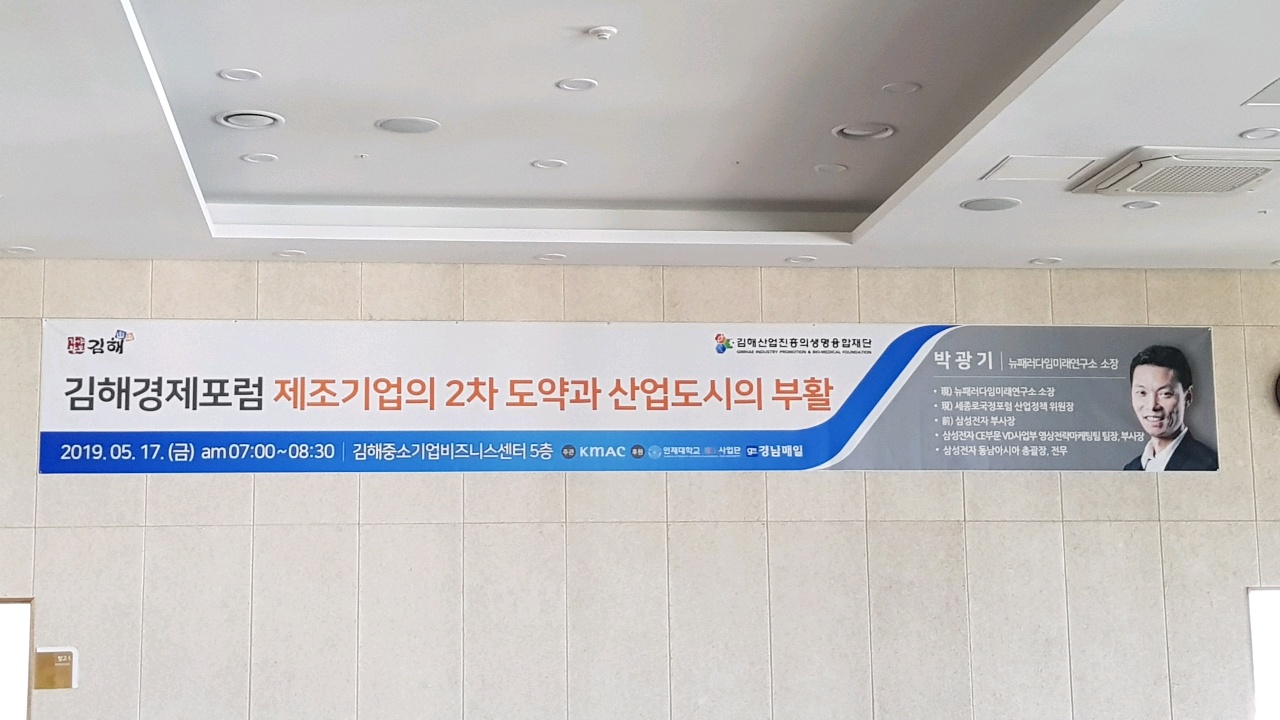 김해
김해산업진흥의생명융합재단
GIMHAE INDUSTRY PROMOTION & BIO-MEDICAL FOUNDATION
김해경제포럼 제조기업의 2차 도약과 산업도시의 부활
2019. 05. 17. (금) am 07:00~08:30 | 김해중소기업비즈니스센터 5층 주관 KMAC 후원 인제대학교 사업단 경남매일
박광기 | 뉴패러다임미래연구소 소장
• 現) 뉴패러다임미래연구소 소장
• 現) 세종로국정포럼 산업정책 위원장
• 前) 삼성전자 부사장
• 삼성전자 CE부문 VD사업부 영상전략마케팅팀 팀장, 부사장
• 삼성전자 동남아시아 총괄장, 전무